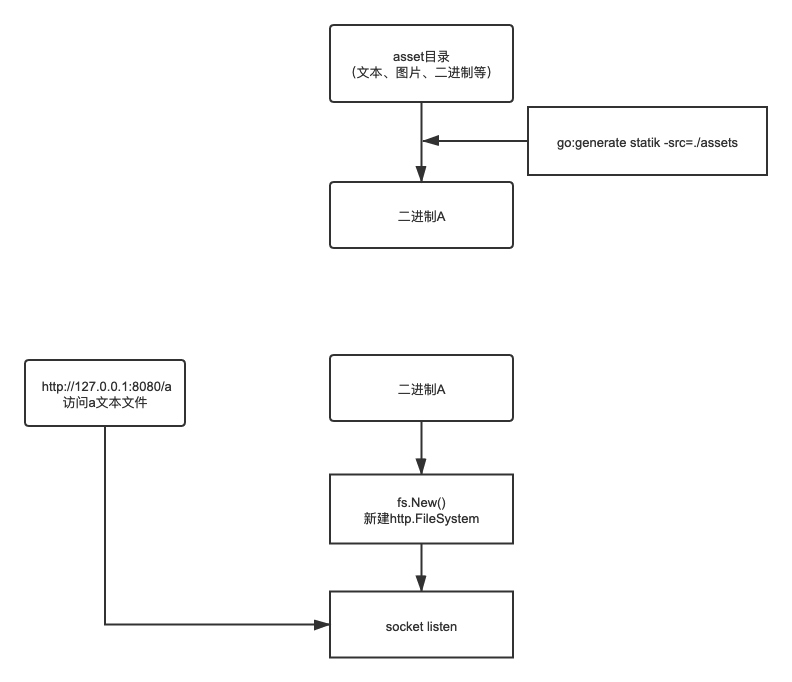 asset目录
（文本、图片、二进制等）
go:generate statik -src=./assets
二进制A
http://127.0.0.1:8080/a
访问a文本文件
二进制A
fs.New()
新建http.FileSystem
socket listen